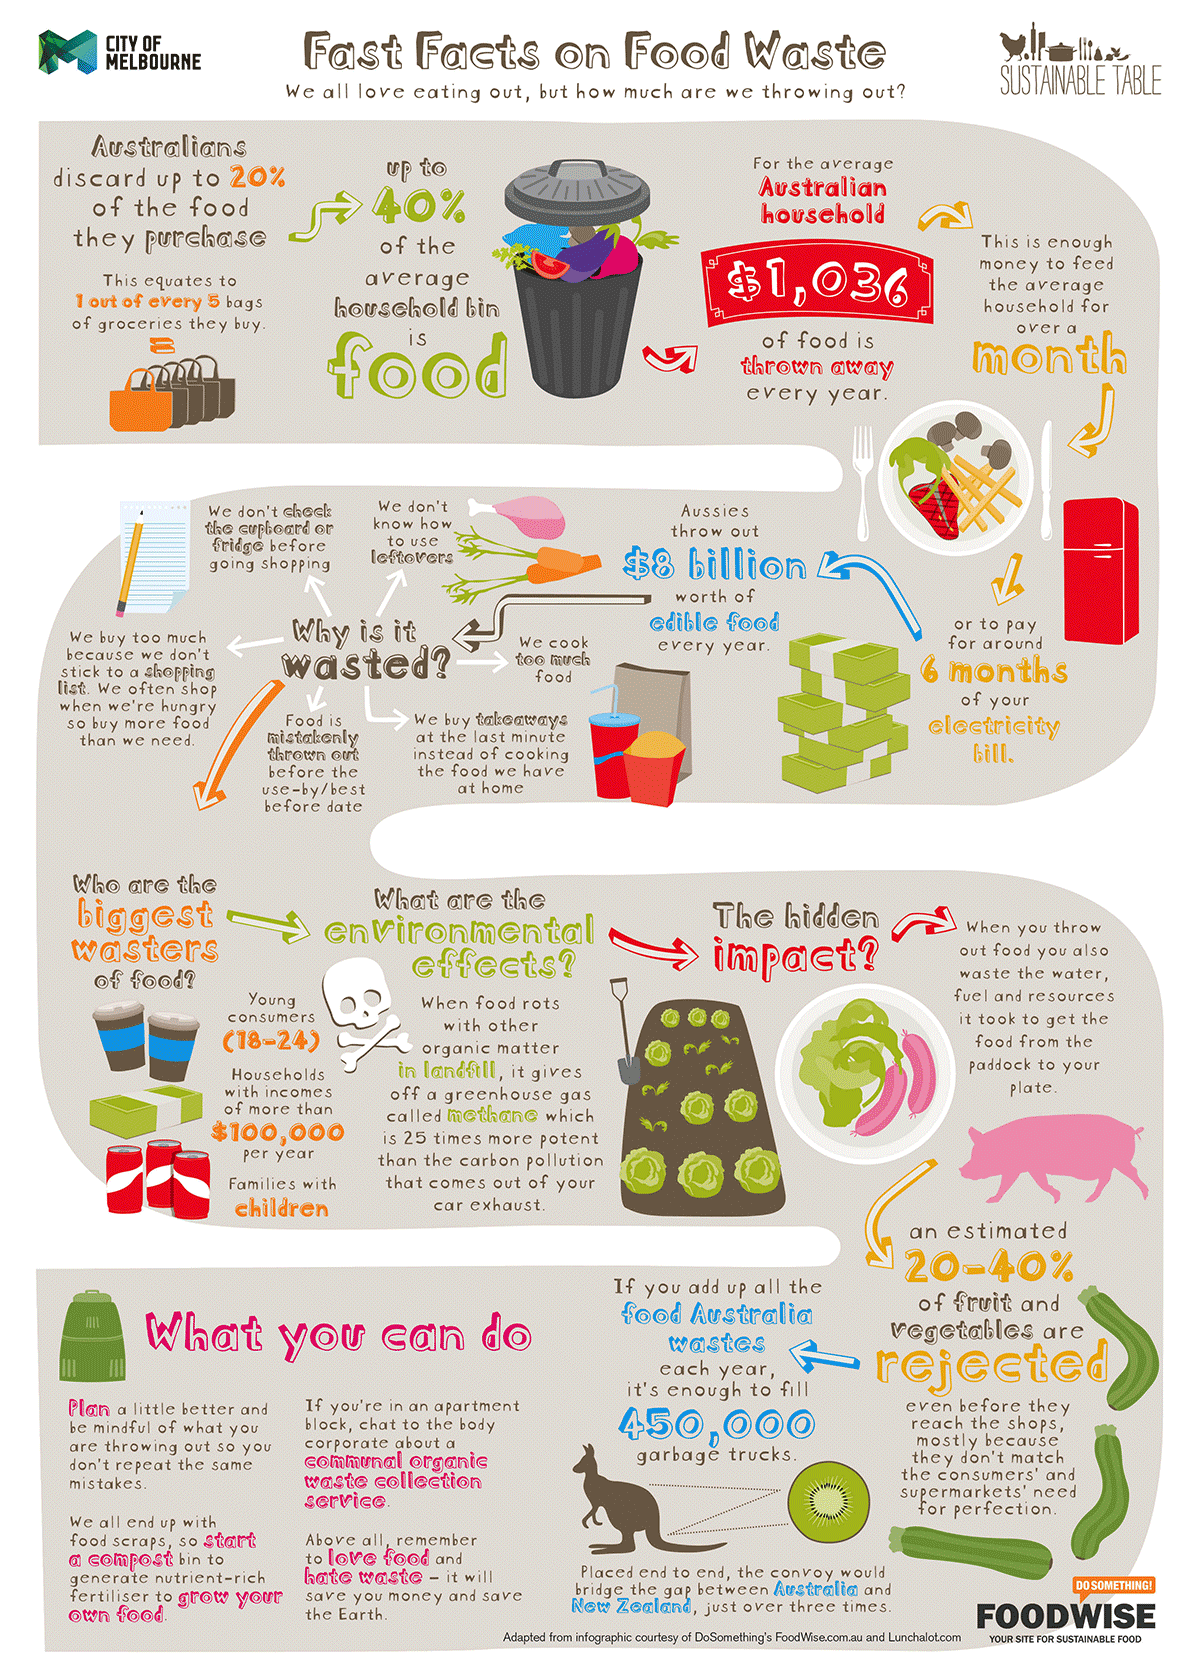 CITY OF
MELBOURNE
Fast Facts on Food Waste
We all love eating out, but how much are we throwing out?
SUSTAINABLE TABLE
Australians
discard up to 20%
of the food
they purchase
This equates to
1 out of every 5 bags
of groceries they buy.
up to
40%
of the
average
household bin
is
food
For the average
Australian
household
$1,036
of food is
thrown away
every year.
This is enough
money to feed
the average
household for
over a
month
or to pay
for around
6 months
of your
electricity
bill.
Aussies
throw out
$8 billion
worth of
edible food
every year.
Why is it
wasted?
We don't check
the cupboard or
fridge before
going shopping
We don't
know how
to use
leftovers
We buy too much
because we don't
stick to a shopping
list. We often shop
when we're hungry
so buy more food
than we need.
Food is
mistakenly
thrown out
before the
use-by/best
before date
We buy takeaways
at the last minute
instead of cooking
the food we have
at home
We cook
too much
food
Who are the
biggest
wasters
of food?
Young
consumers
(18-24)
Households
with incomes
of more than
$100,000
per year
Families with
children
What are the
environmental
effects?
When food rots
with other
organic matter
in landfill, it gives
off a greenhouse gas
called methane which
is 25 times more potent
than the carbon pollution
that comes out of your
car exhaust.
The hidden
impact?
When you throw
out food you also
waste the water,
fuel and resources
it took to get the
food from the
paddock to your
plate.
an estimated
20-40%
of fruit and
vegetables are
rejected
even before they
reach the shops,
mostly because
they don't match
the consumers' and
supermarkets' need
for perfection.
If you add up all the
food Australia
wastes
each year,
it's enough to fill
450,000
garbage trucks.
Placed end to end, the convoy would
bridge the gap between Australia and
New Zealand, just over three times.
What you can do
Plan a little better and
be mindful of what you
are throwing out so you
don't repeat the same
mistakes.
We all end up with
food scraps, so start
a compost bin to
generate nutrient-rich
fertiliser to grow your
own food.
If you're in an apartment
block, chat to the body
corporate about a
communal organic
waste collection
service.
Above all, remember
to love food and
hate waste – it will
save you money and save
the Earth.
DO SOMETHING!
FOODWISE
YOUR SITE FOR SUSTAINABLE FOOD
Adapted from infographic courtesy of DoSomething's FoodWise.com.au and Lunchalot.com